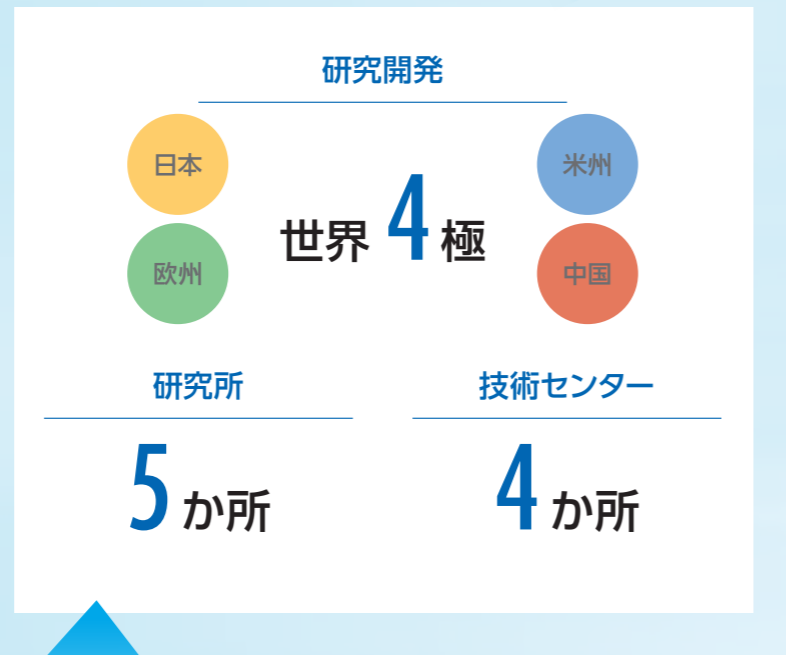 研究開発
日本
米州
世界4極
欧州
中国
研究所
技術センター
5か所
4か所